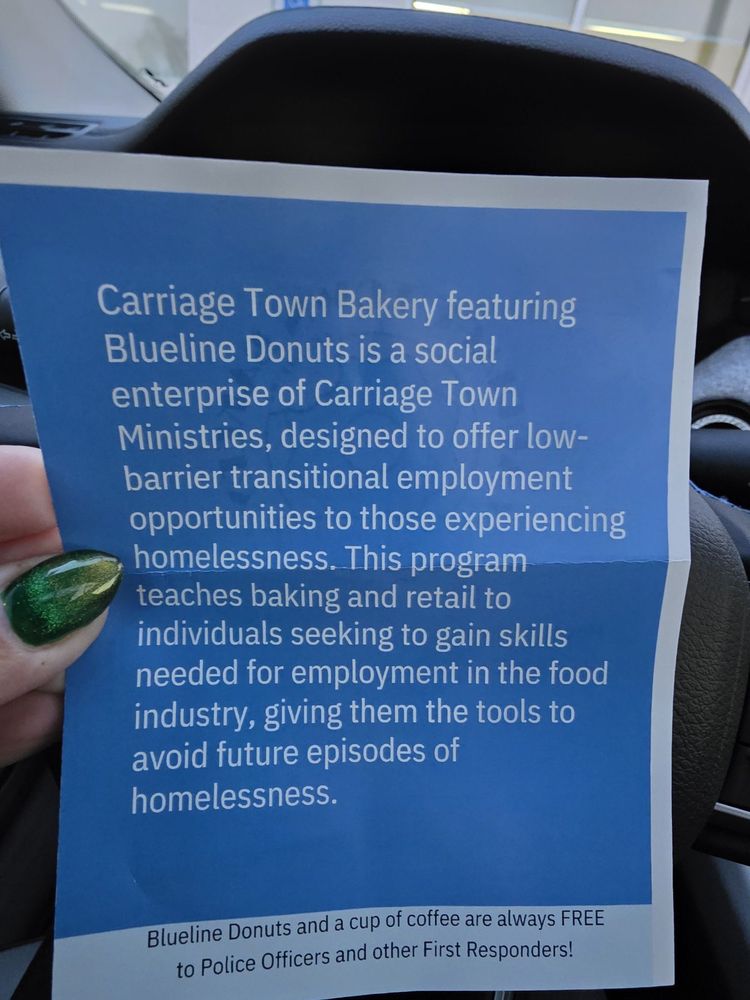 Carriage Town Bakery featuring
Blueline Donuts is a social
enterprise of Carriage Town
Ministries, designed to offer low-
barrier transitional employment
opportunities to those experiencing
homelessness. This program
teaches baking and retail to
individuals seeking to gain skills
needed for employment in the food
industry, giving them the tools to
avoid future episodes of
homelessness.
Blueline Donuts and a cup of coffee are always FREE
to Police Officers and other First Responders!